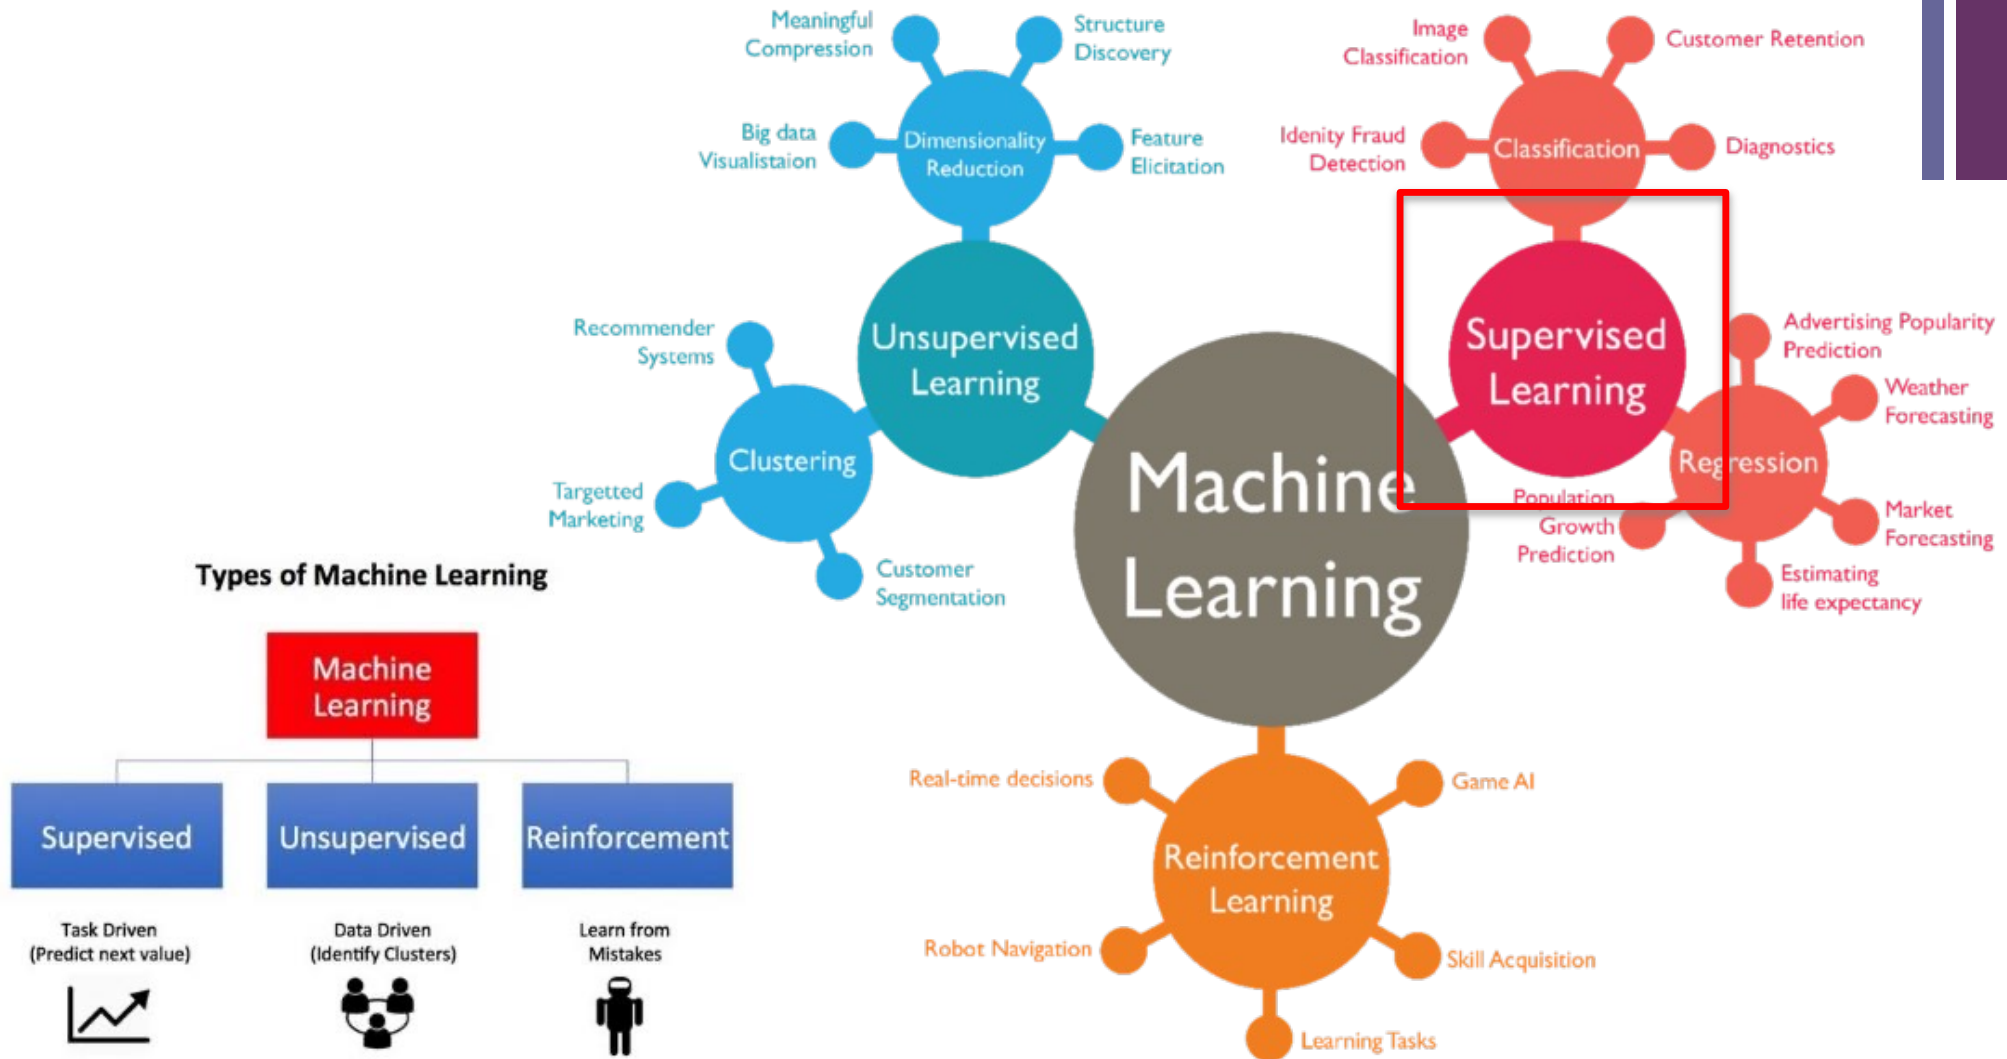 Meaningful
Compression
Structure
Discovery
Big data
Visualistaion
Dimensionality
Reduction
Feature
Elicitation
Image
Classification
Customer Retention
Idenity Fraud
Detection
Classification
Diagnostics
Recommender
Systems
Unsupervised
Learning
Clustering
Targetted
Marketing
Customer
Segmentation
Supervised
Learning
Advertising Popularity
Prediction
Weather
Forecasting
Regression
Population
Growth
Prediction
Market
Forecasting
Estimating
life expectancy
Machine
Learning
Real-time decisions
Game AI
Reinforcement
Learning
Robot Navigation
Skill Acquisition
Learning Tasks
Types of Machine Learning
Machine
Learning
Supervised
Unsupervised
Reinforcement
Task Driven
(Predict next value)
Data Driven
(Identify Clusters)
Learn from
Mistakes